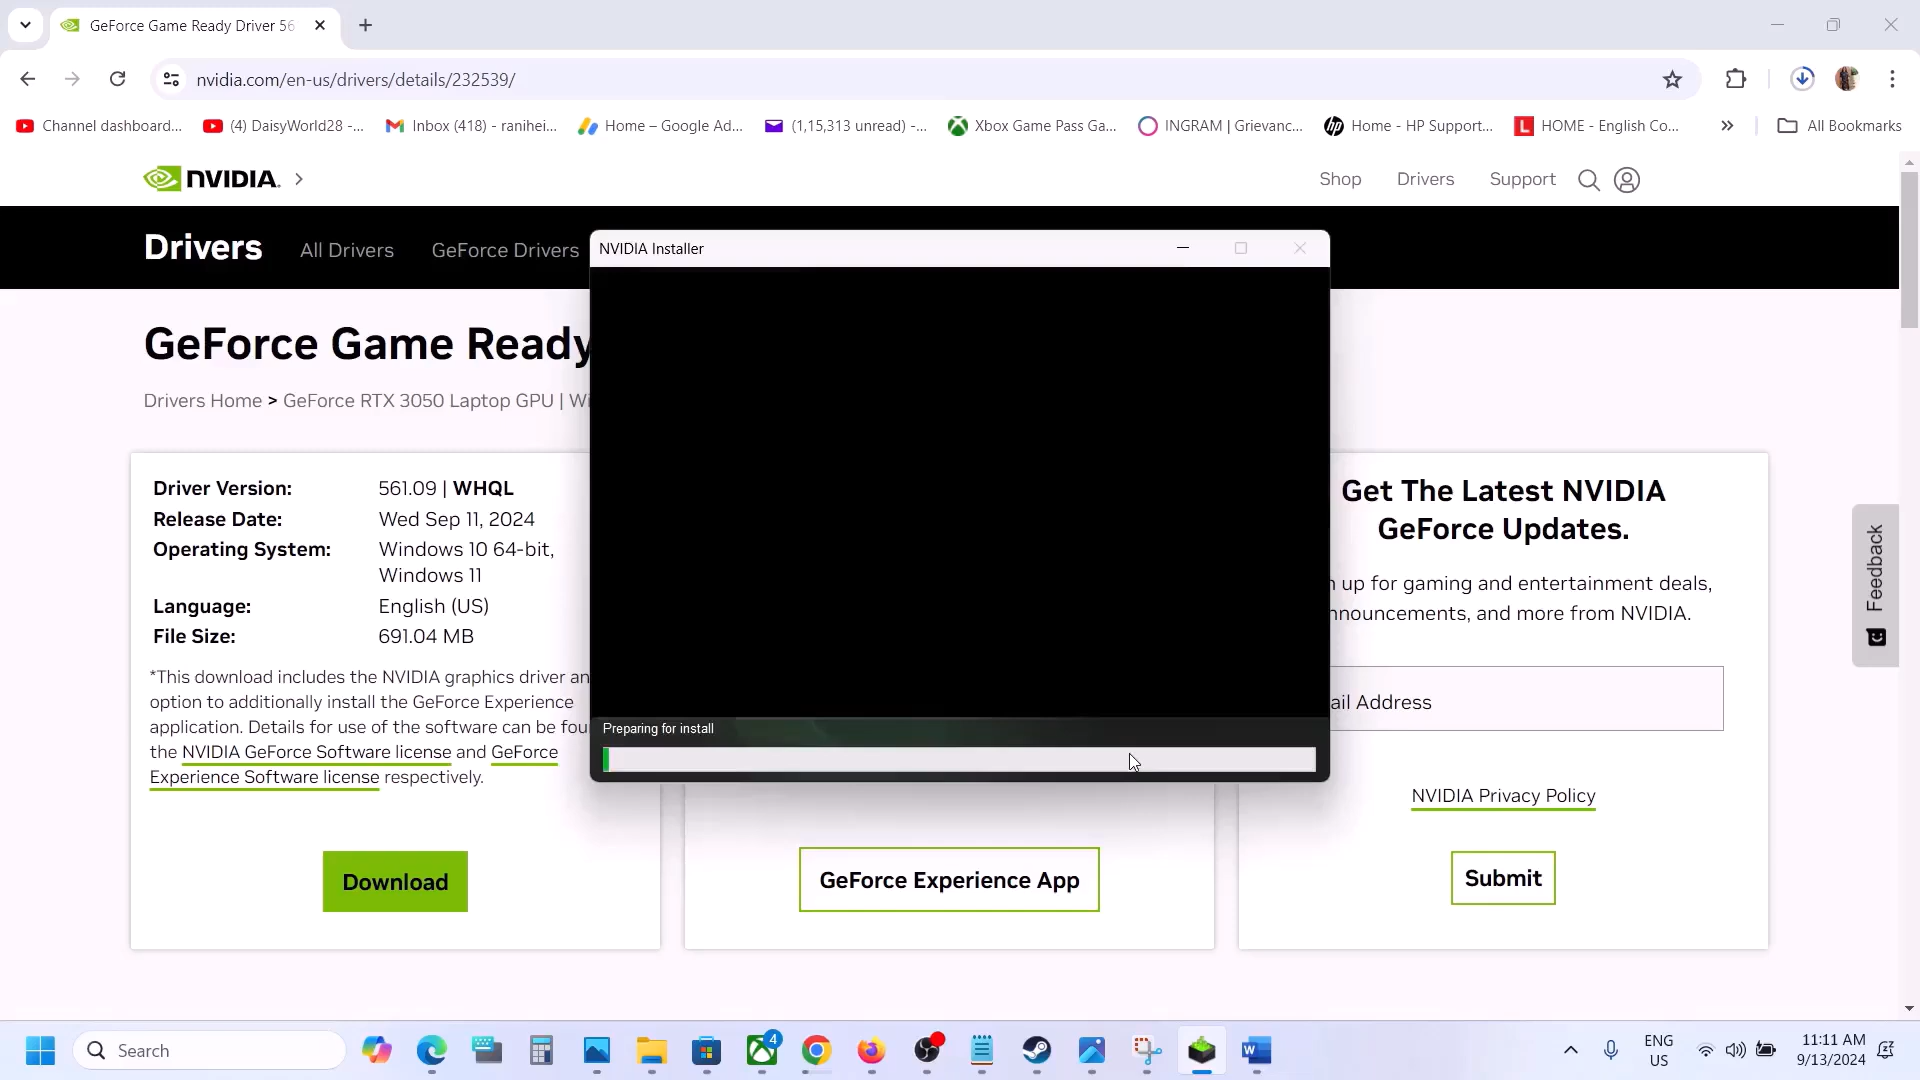 GeForce Game Ready Driver 56
nvidia.com/en-us/drivers/details/232539/
Channel dashboard...
(4) DaisyWorld28 -...
Inbox (418) - ranihei...
Home – Google Ad...
(1,15,313 unread) -...
Xbox Game Pass Ga...
INGRAM | Grievanc...
Home - HP Support...
HOME - English Co...
All Bookmarks
NVIDIA.
Shop
Drivers
Support
Drivers
All Drivers
GeForce Drivers
NVIDIA Installer
GeForce Game Ready
Drivers Home > GeForce RTX 3050 Laptop GPU | Wi
Driver Version: 561.09 | WHQL
Release Date: Wed Sep 11, 2024
Operating System: Windows 10 64-bit,
Windows 11
Language: English (US)
File Size: 691.04 MB
*This download includes the NVIDIA graphics driver an
option to additionally install the GeForce Experience
application. Details for use of the software can be fou
the NVIDIA GeForce Software license and GeForce
Experience Software license respectively.
Download
Preparing for install
GeForce Experience App
Get The Latest NVIDIA
GeForce Updates.
n up for gaming and entertainment deals,
nnouncements, and more from NVIDIA.
ail Address
NVIDIA Privacy Policy
Submit
Feedback
Search
4
ENG
US
11:11 AM
9/13/2024